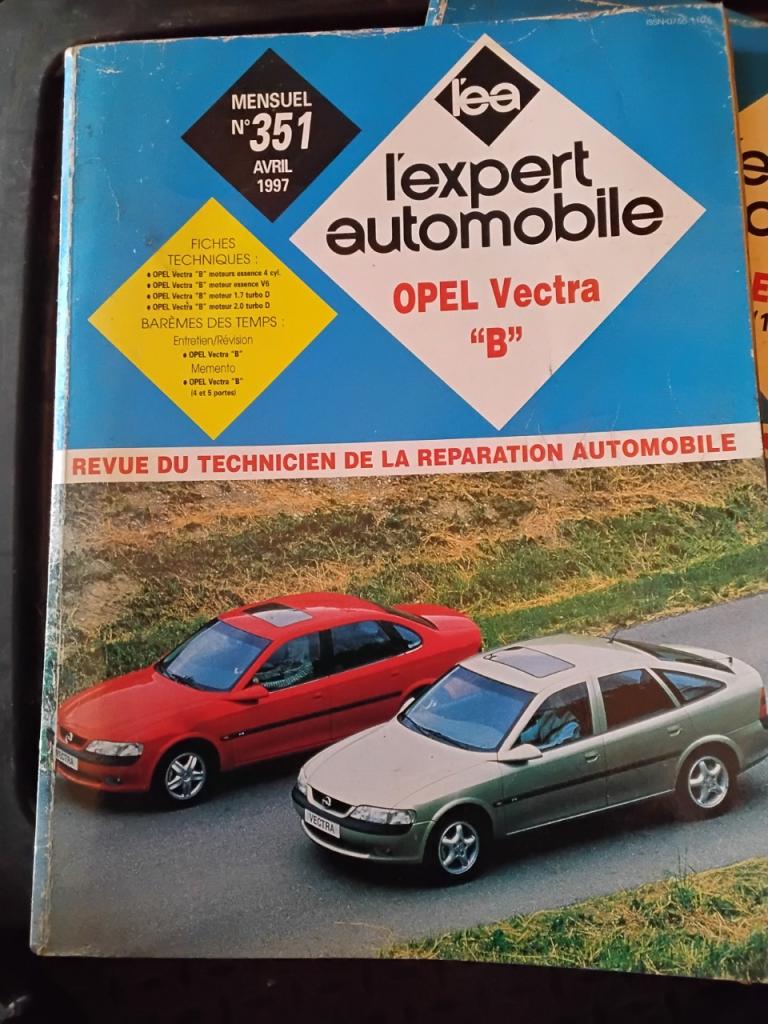 MENSUEL
N° 351
AVRIL
1997
l'ea
l'expert
automobile
OPEL Vectra
"B"
FICHES
TECHNIQUES :
• OPEL Vectra "B" moteurs essence 4 cyl.
• OPEL Vectra "B" moteur essence V6
• OPEL Vectra "B" moteur 1.7 turbo D
• OPEL Vectra "B" moteur 2.0 turbo D
BARÈMES DES TEMPS :
Entretien/Révision
• OPEL Vectra "B"
Memento
• OPEL Vectra "B"
(4 et 5 portes)
REVUE DU TECHNICIEN DE LA REPARATION AUTOMOBILE
VECTRA
VECTRA